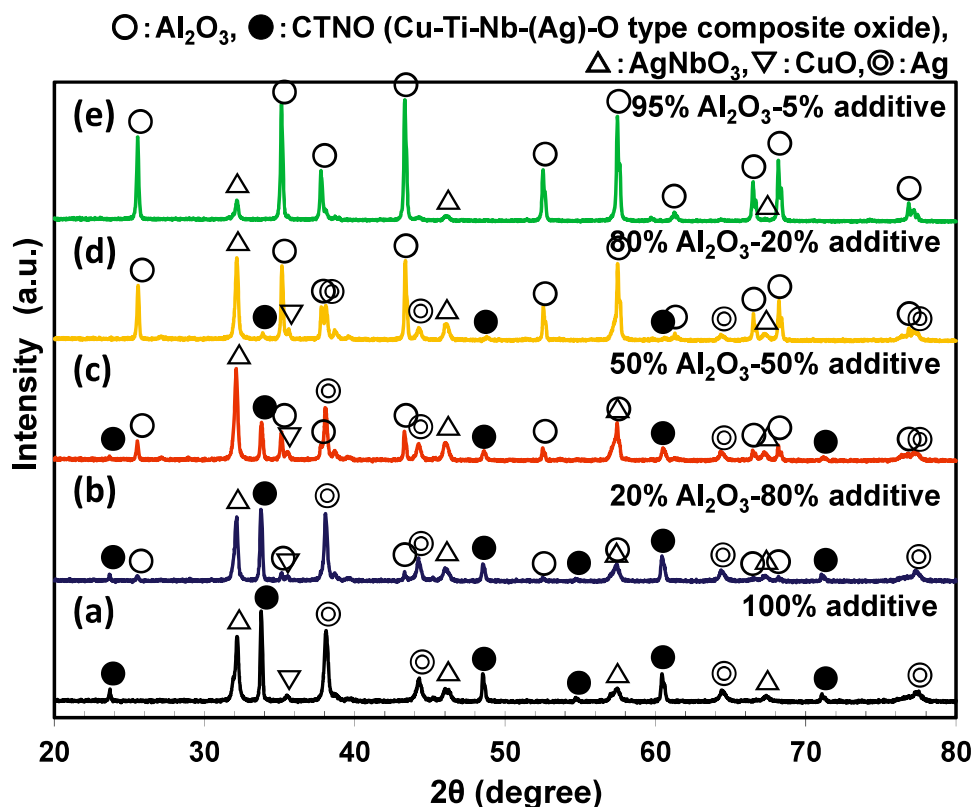 ○:Al₂O₃, ●:CTNO (Cu-Ti-Nb-(Ag)-O type composite oxide),
△:AgNbO₃,▽:CuO,◎:Ag
(e)
95% Al₂O₃-5% additive
(d)
80% Al₂O₃-20% additive
(c)
50% Al₂O₃-50% additive
(b)
20% Al₂O₃-80% additive
(a)
100% additive
Intensity (a.u.)
20 30 40 50 60 70 80
2θ (degree)